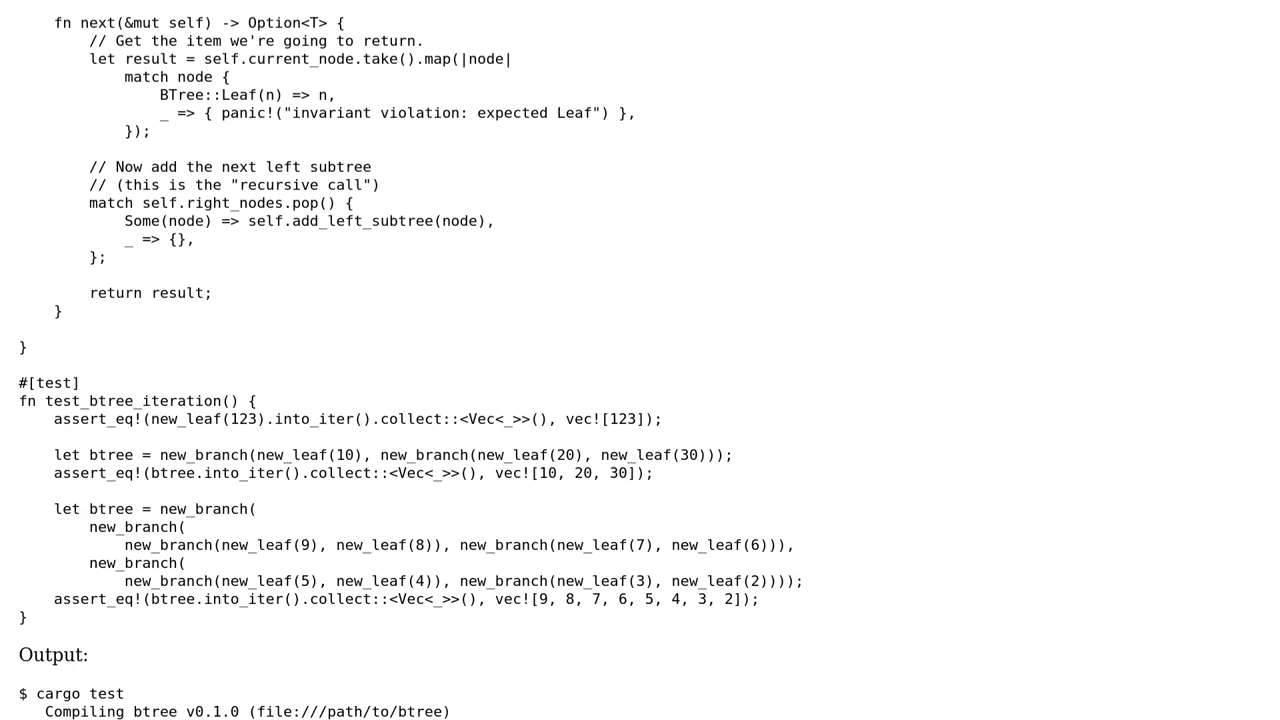 fn next(&mut self) -> Option<T> {
        // Get the item we're going to return.
        let result = self.current_node.take().map(|node|
            match node {
                BTree::Leaf(n) => n,
                _ => { panic!("invariant violation: expected Leaf") },
            });

        // Now add the next left subtree
        // (this is the "recursive call")
        match self.right_nodes.pop() {
            Some(node) => self.add_left_subtree(node),
            _ => {},
        };

        return result;
    }

}

#[test]
fn test_btree_iteration() {
    assert_eq!(new_leaf(123).into_iter().collect::<Vec<_>>(), vec![123]);

    let btree = new_branch(new_leaf(10), new_branch(new_leaf(20), new_leaf(30)));
    assert_eq!(btree.into_iter().collect::<Vec<_>>(), vec![10, 20, 30]);

    let btree = new_branch(
        new_branch(
            new_branch(new_leaf(9), new_leaf(8)), new_branch(new_leaf(7), new_leaf(6))),
        new_branch(
            new_branch(new_leaf(5), new_leaf(4)), new_branch(new_leaf(3), new_leaf(2))));
    assert_eq!(btree.into_iter().collect::<Vec<_>>(), vec![9, 8, 7, 6, 5, 4, 3, 2]);
}
Output:
$ cargo test
   Compiling btree v0.1.0 (file:///path/to/btree)